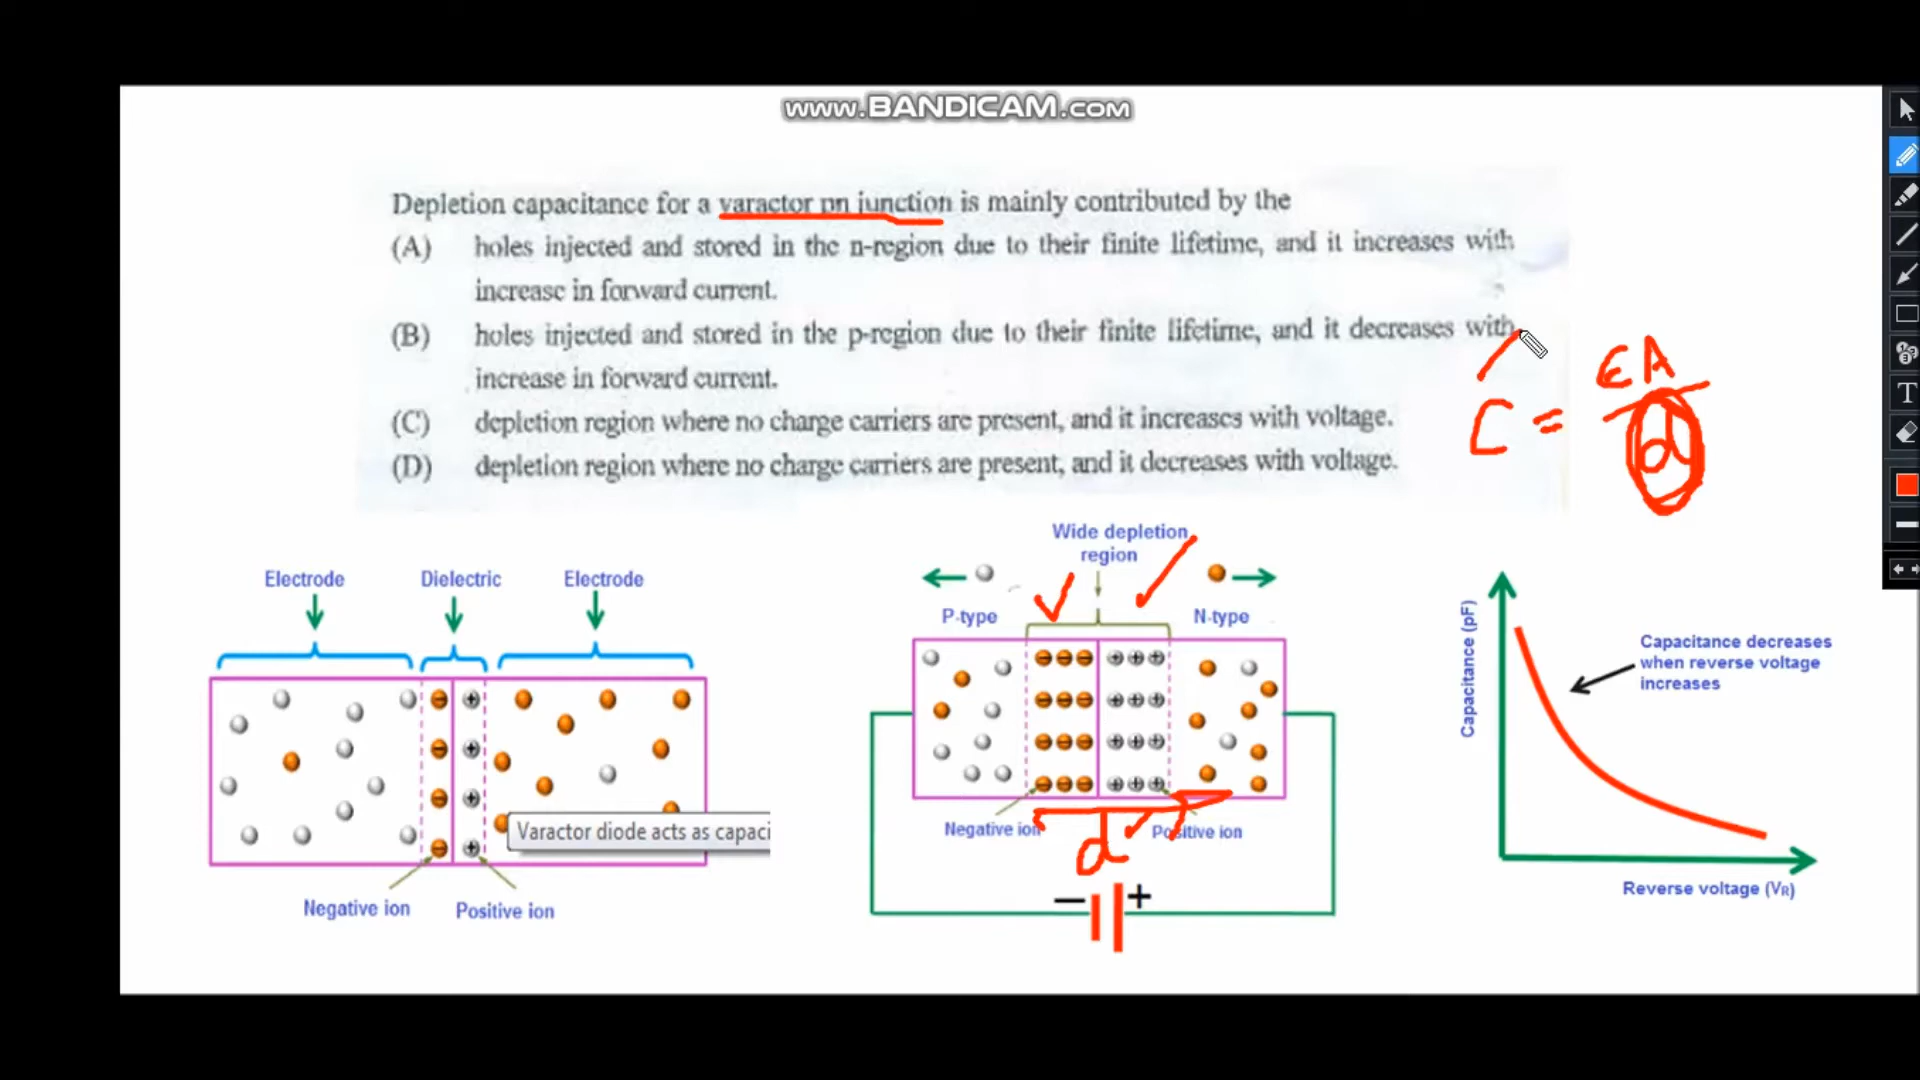 www.BANDICAM.com
Depletion capacitance for a varactor pn junction is mainly contributed by the
(A) holes injected and stored in the n-region due to their finite lifetime, and it increases with
increase in forward current.
(B) holes injected and stored in the p-region due to their finite lifetime, and it decreases with
increase in forward current.
(C) depletion region where no charge carriers are present, and it increases with voltage.
(D) depletion region where no charge carriers are present, and it decreases with voltage.
C = εA
d
Electrode Dielectric Electrode
Varactor diode acts as capaci
Negative ion Positive ion
Wide depletion
region
P-type N-type
Negative ion Positive ion
d
− +
Capacitance (pF)
Capacitance decreases
when reverse voltage
increases
Reverse voltage (VR)
T